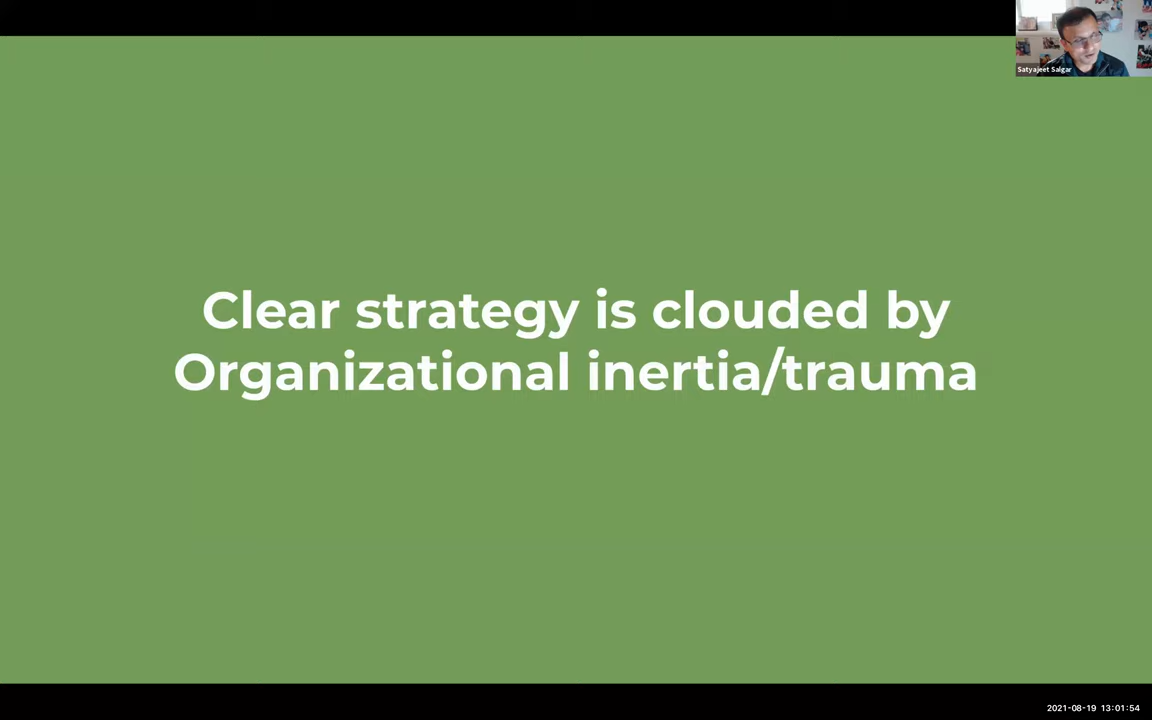 Satyajeet Salgar
Clear strategy is clouded by
Organizational inertia/trauma
2021-08-19 13:01:54